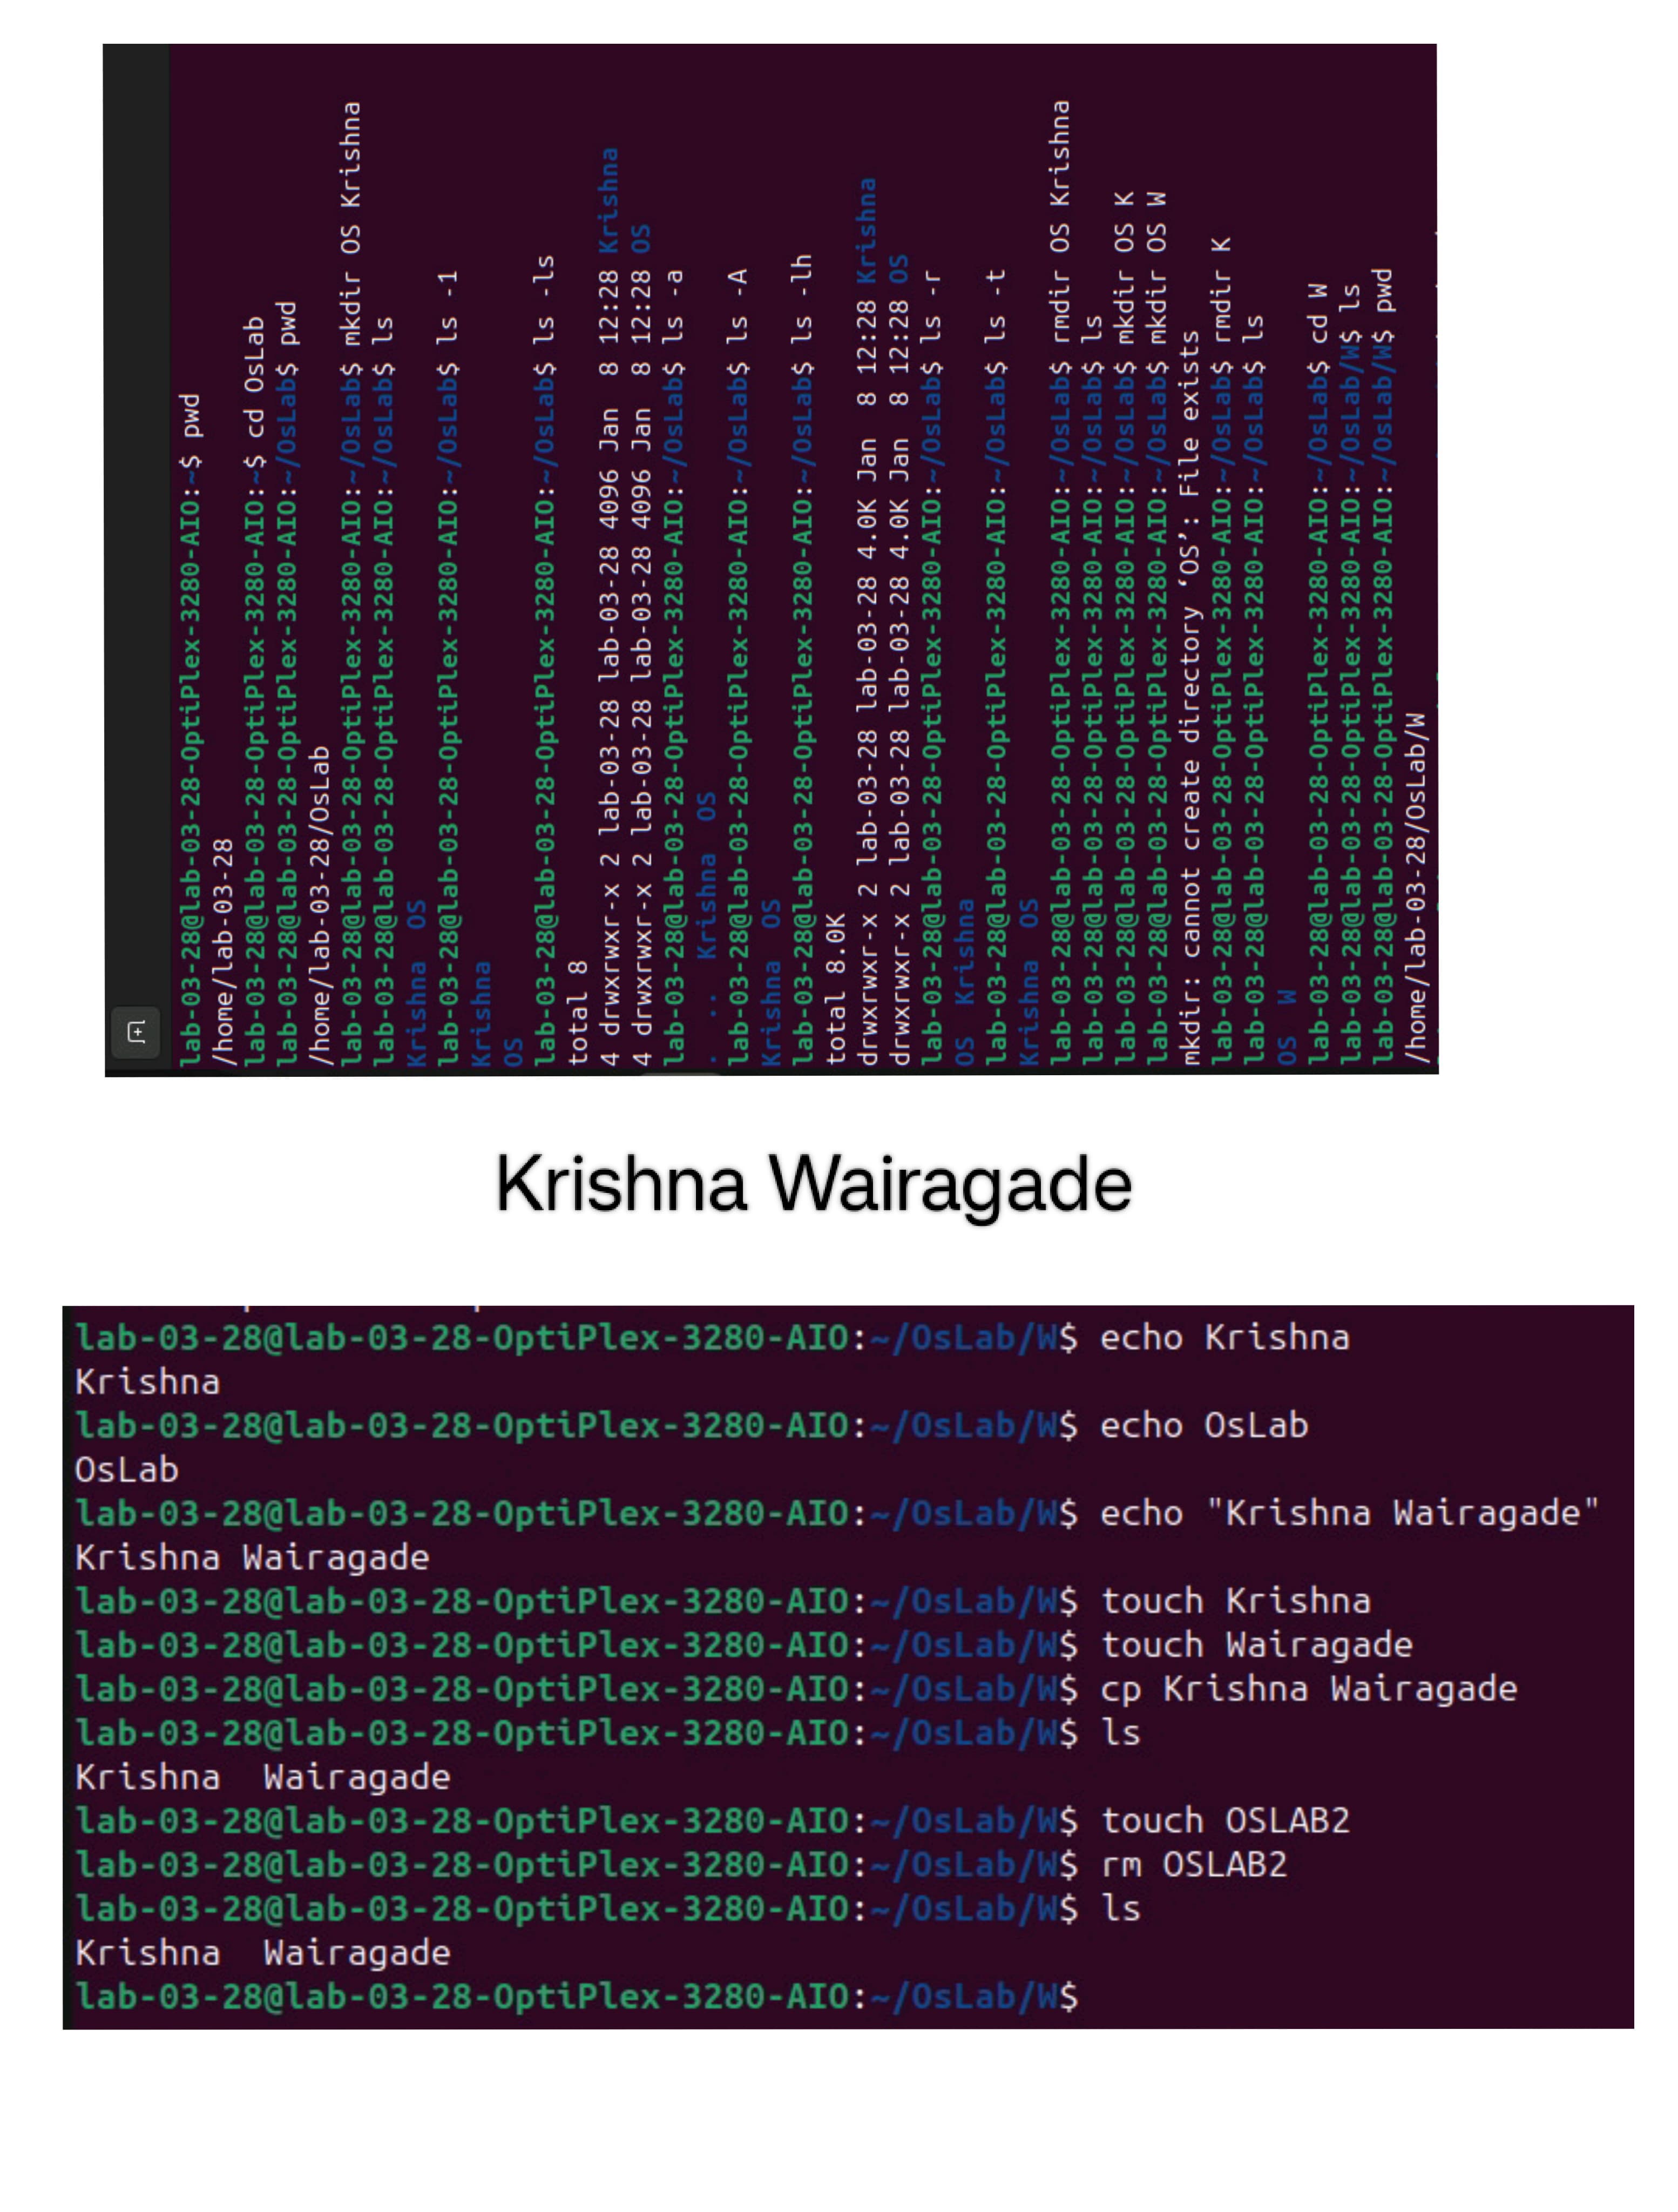 lab-03-28@lab-03-28-OptiPlex-3280-AIO:~$ pwd
/home/lab-03-28
lab-03-28@lab-03-28-OptiPlex-3280-AIO:~$ cd OsLab
lab-03-28@lab-03-28-OptiPlex-3280-AIO:~/OsLab$ pwd
/home/lab-03-28/OsLab
lab-03-28@lab-03-28-OptiPlex-3280-AIO:~/OsLab$ mkdir OS Krishna
lab-03-28@lab-03-28-OptiPlex-3280-AIO:~/OsLab$ ls
Krishna  OS
lab-03-28@lab-03-28-OptiPlex-3280-AIO:~/OsLab$ ls -1
Krishna
OS
lab-03-28@lab-03-28-OptiPlex-3280-AIO:~/OsLab$ ls -ls
total 8
4 drwxrwxr-x 2 lab-03-28 lab-03-28 4096 Jan  8 12:28 Krishna
4 drwxrwxr-x 2 lab-03-28 lab-03-28 4096 Jan  8 12:28 OS
lab-03-28@lab-03-28-OptiPlex-3280-AIO:~/OsLab$ ls -a
.  ..  Krishna  OS
lab-03-28@lab-03-28-OptiPlex-3280-AIO:~/OsLab$ ls -A
Krishna  OS
lab-03-28@lab-03-28-OptiPlex-3280-AIO:~/OsLab$ ls -lh
total 8.0K
drwxrwxr-x 2 lab-03-28 lab-03-28 4.0K Jan  8 12:28 Krishna
drwxrwxr-x 2 lab-03-28 lab-03-28 4.0K Jan  8 12:28 OS
lab-03-28@lab-03-28-OptiPlex-3280-AIO:~/OsLab$ ls -r
OS  Krishna
lab-03-28@lab-03-28-OptiPlex-3280-AIO:~/OsLab$ ls -t
Krishna  OS
lab-03-28@lab-03-28-OptiPlex-3280-AIO:~/OsLab$ rmdir OS Krishna
lab-03-28@lab-03-28-OptiPlex-3280-AIO:~/OsLab$ ls
lab-03-28@lab-03-28-OptiPlex-3280-AIO:~/OsLab$ mkdir OS K
lab-03-28@lab-03-28-OptiPlex-3280-AIO:~/OsLab$ mkdir OS W
mkdir: cannot create directory ‘OS’: File exists
lab-03-28@lab-03-28-OptiPlex-3280-AIO:~/OsLab$ rmdir K
lab-03-28@lab-03-28-OptiPlex-3280-AIO:~/OsLab$ ls
OS  W
lab-03-28@lab-03-28-OptiPlex-3280-AIO:~/OsLab$ cd W
lab-03-28@lab-03-28-OptiPlex-3280-AIO:~/OsLab/W$ ls
lab-03-28@lab-03-28-OptiPlex-3280-AIO:~/OsLab/W$ pwd
/home/lab-03-28/OsLab/W
Krishna Wairagade
lab-03-28@lab-03-28-OptiPlex-3280-AIO:~/OsLab/W$ echo Krishna
Krishna
lab-03-28@lab-03-28-OptiPlex-3280-AIO:~/OsLab/W$ echo OsLab
OsLab
lab-03-28@lab-03-28-OptiPlex-3280-AIO:~/OsLab/W$ echo "Krishna Wairagade"
Krishna Wairagade
lab-03-28@lab-03-28-OptiPlex-3280-AIO:~/OsLab/W$ touch Krishna
lab-03-28@lab-03-28-OptiPlex-3280-AIO:~/OsLab/W$ touch Wairagade
lab-03-28@lab-03-28-OptiPlex-3280-AIO:~/OsLab/W$ cp Krishna Wairagade
lab-03-28@lab-03-28-OptiPlex-3280-AIO:~/OsLab/W$ ls
Krishna  Wairagade
lab-03-28@lab-03-28-OptiPlex-3280-AIO:~/OsLab/W$ touch OSLAB2
lab-03-28@lab-03-28-OptiPlex-3280-AIO:~/OsLab/W$ rm OSLAB2
lab-03-28@lab-03-28-OptiPlex-3280-AIO:~/OsLab/W$ ls
Krishna  Wairagade
lab-03-28@lab-03-28-OptiPlex-3280-AIO:~/OsLab/W$